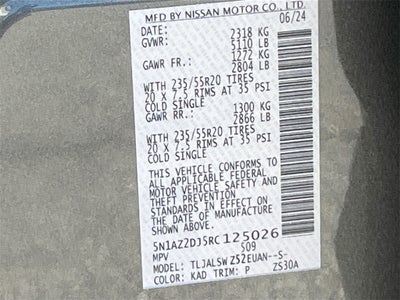 MFD BY NISSAN MOTOR CO., LTD.
DATE: 06/24
GVWR: 2318 KG
5110 LB
GAWR FR.: 1272 KG
2804 LB
WITH 235/55R20 TIRES
20 X 7.5 RIMS AT 35 PSI
COLD SINGLE
GAWR RR.: 1300 KG
2866 LB
WITH 235/55R20 TIRES
20 X 7.5 RIMS AT 35 PSI
COLD SINGLE
THIS VEHICLE CONFORMS TO
ALL APPLICABLE FEDERAL
MOTOR VEHICLE SAFETY AND
THEFT PREVENTION
STANDARDS IN EFFECT ON
THE DATE OF MANUFACTURE
SHOWN ABOVE.
5N1AZ2DJ5RC125026
MPV 509
MODEL: TLJALSWZ52EUAN--S-
COLOR: KAD TRIM: P ZS30A